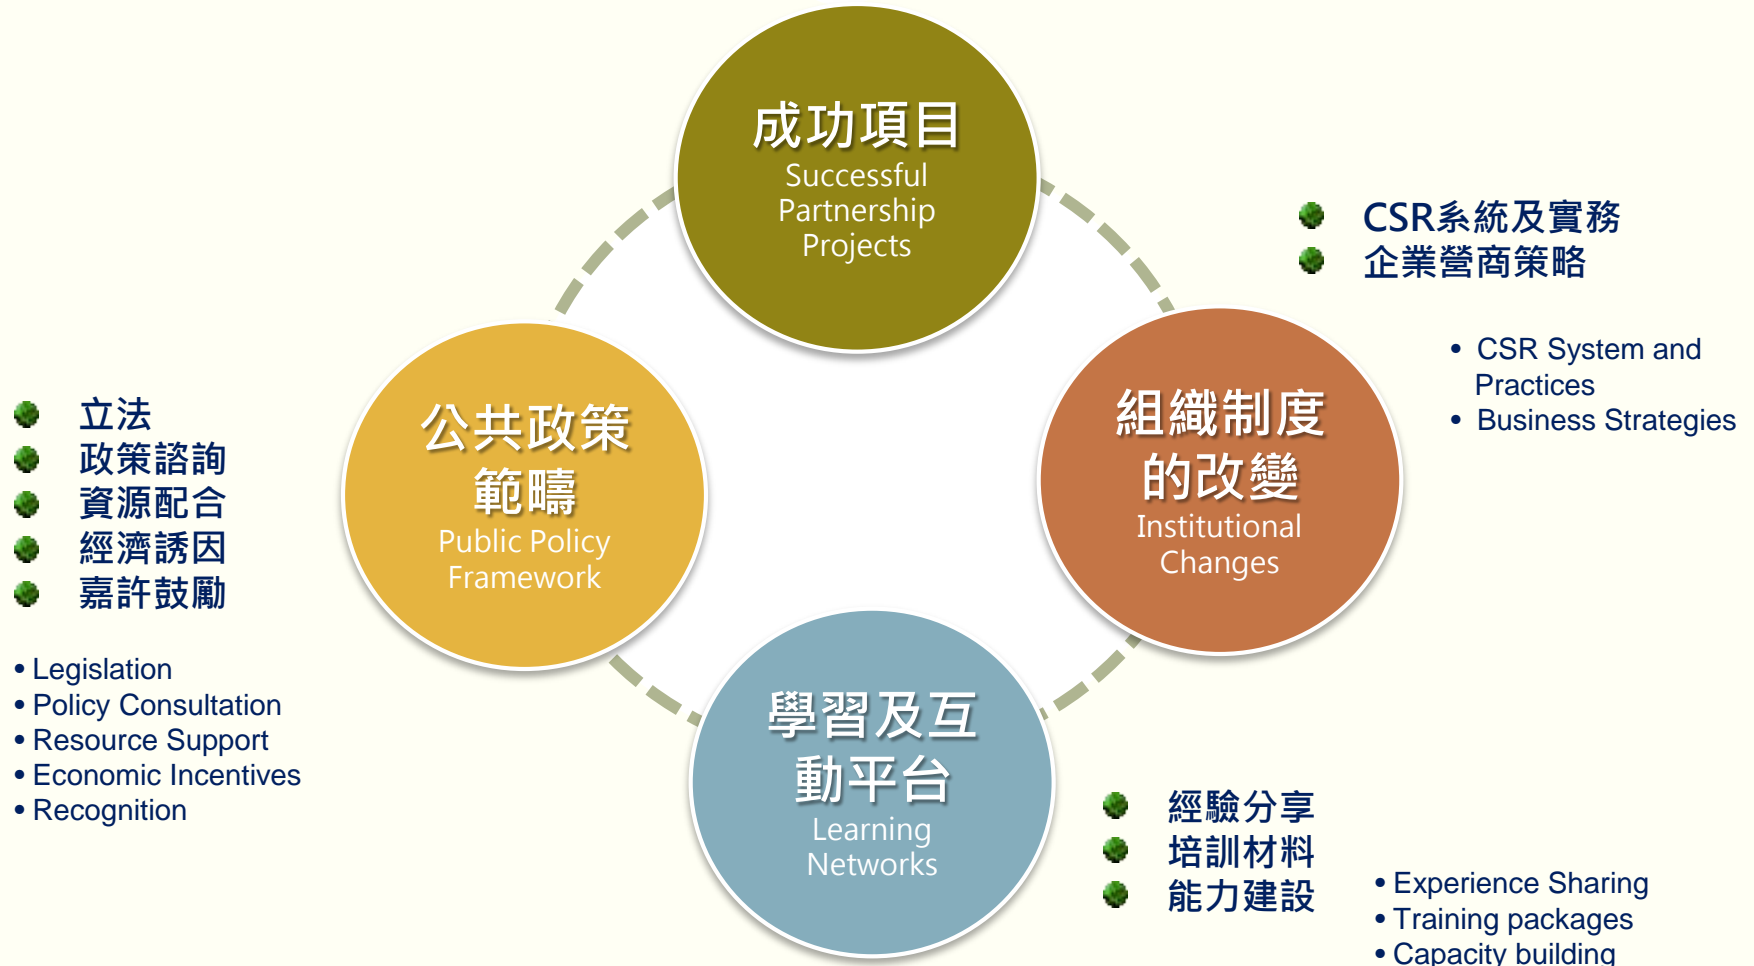 成功項目
Successful
Partnership
Projects
CSR系統及實務
企業營商策略
• CSR System and
Practices
• Business Strategies
組織制度
的改變
Institutional
Changes
公共政策
範疇
Public Policy
Framework
立法
政策諮詢
資源配合
經濟誘因
嘉許鼓勵
• Legislation
• Policy Consultation
• Resource Support
• Economic Incentives
• Recognition
學習及互
動平台
Learning
Networks
經驗分享
培訓材料
能力建設
• Experience Sharing
• Training packages
• Capacity building